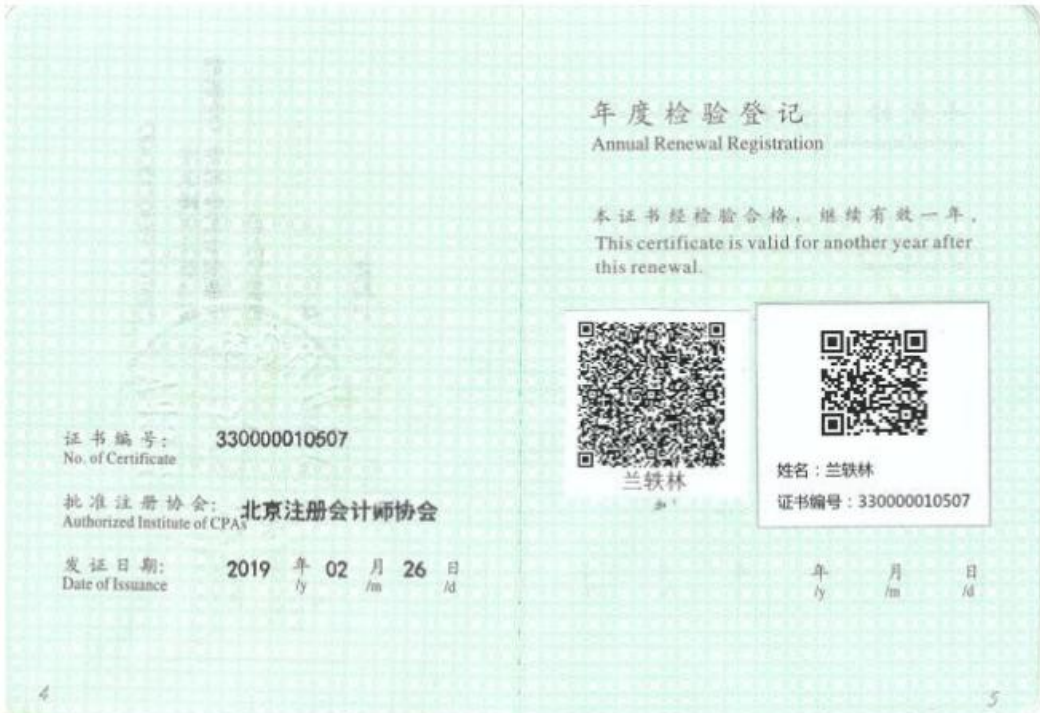 证书编号: 330000010507
No. of Certificate
批准注册协会: 北京注册会计师协会
Authorized Institute of CPAs
发证日期: 2019 年 02 月 26 日
Date of Issuance /y /m /d
4
年度检验登记
Annual Renewal Registration
本证书经检验合格，继续有效一年。
This certificate is valid for another year after
this renewal.
兰轶林
姓名：兰轶林
证书编号：330000010507
年 月 日
/y /m /d
5